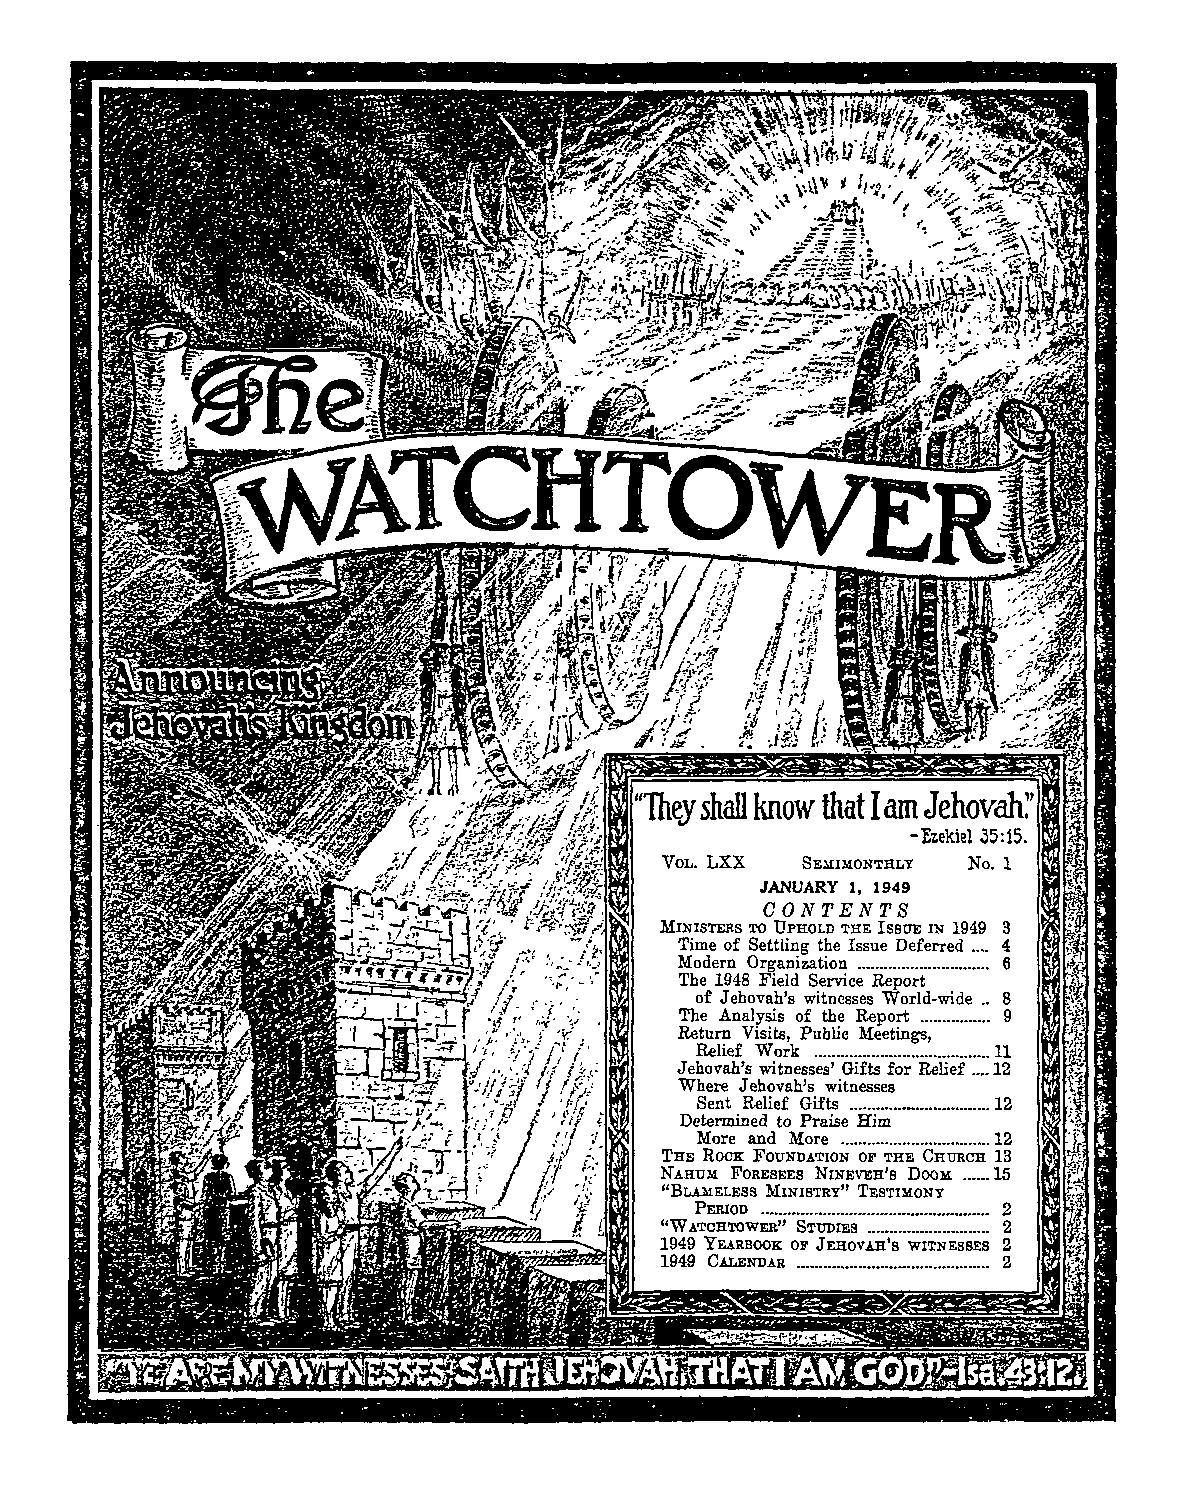 The
WATCHTOWER
Announcing
Jehovah's Kingdom
"They shall know that I am Jehovah."
-Ezekiel 35:15.
VOL. LXX SEMIMONTHLY No. 1
JANUARY 1, 1949
CONTENTS
MINISTERS TO UPHOLD THE ISSUE IN 1949 3
Time of Settling the Issue Deferred .... 4
Modern Organization ............................. 6
The 1948 Field Service Report
of Jehovah's witnesses World-wide .. 8
The Analysis of the Report ............... 9
Return Visits, Public Meetings,
Relief Work ...................................... 11
Jehovah's witnesses' Gifts for Relief .... 12
Where Jehovah's witnesses
Sent Relief Gifts .............................. 12
Determined to Praise Him
More and More ................................ 12
THE ROCK FOUNDATION OF THE CHURCH 13
NAHUM FORESEES NINEVEH'S DOOM ...... 15
"BLAMELESS MINISTRY" TESTIMONY
PERIOD .................................................. 2
"WATCHTOWER" STUDIES ........................... 2
1949 YEARBOOK OF JEHOVAH'S WITNESSES 2
1949 CALENDAR .......................................... 2
"YE ARE MY WITNESSES, SAITH JEHOVAH, THAT I AM GOD."-Isa. 43:12.